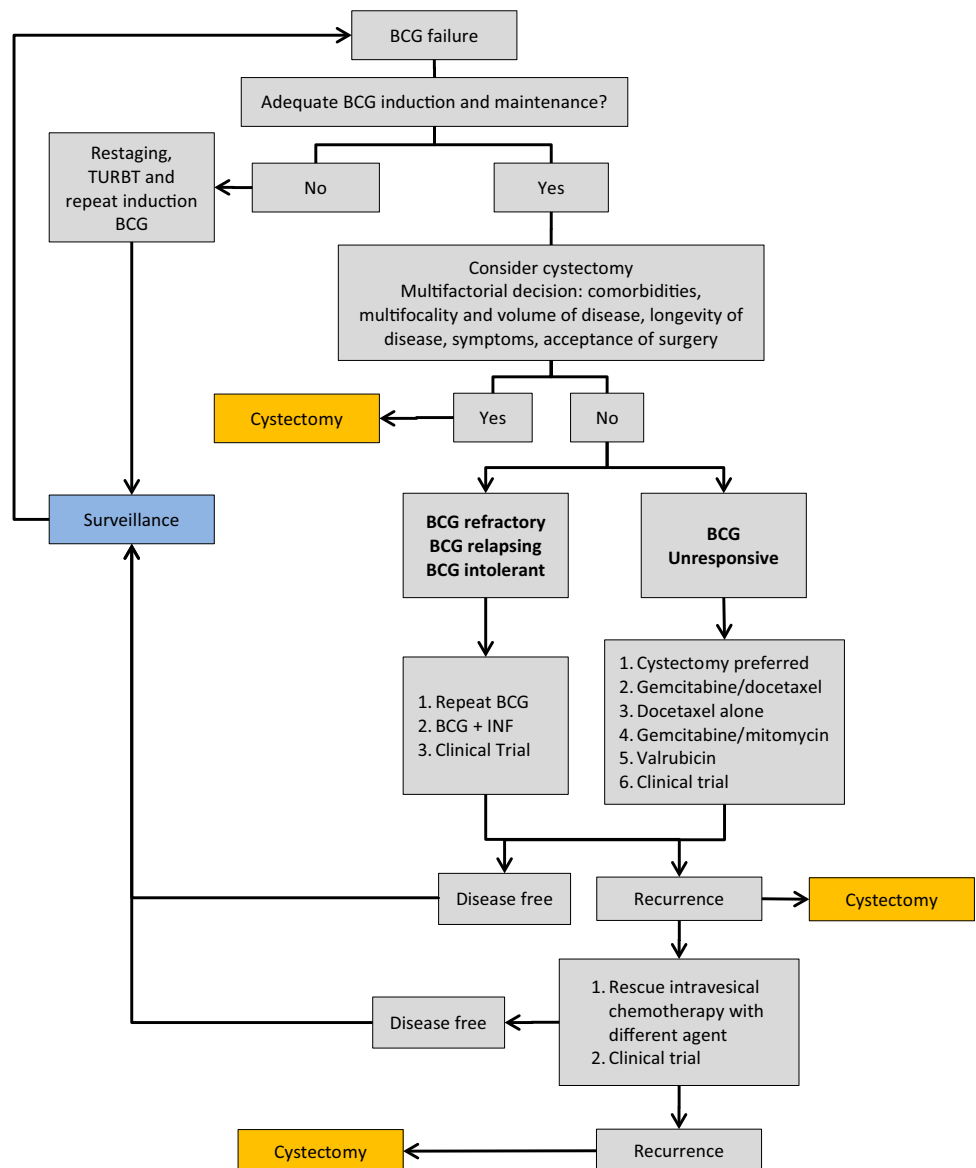 BCG failure
Adequate BCG induction and maintenance?
Restaging,
TURBT and
repeat induction
BCG
No
Yes
Consider cystectomy
Multifactorial decision: comorbidities,
multifocality and volume of disease, longevity of
disease, symptoms, acceptance of surgery
Cystectomy
Yes
No
Surveillance
BCG refractory
BCG relapsing
BCG intolerant
BCG
Unresponsive
1. Repeat BCG
2. BCG + INF
3. Clinical Trial
1. Cystectomy preferred
2. Gemcitabine/docetaxel
3. Docetaxel alone
4. Gemcitabine/mitomycin
5. Valrubicin
6. Clinical trial
Disease free
Recurrence
Cystectomy
Disease free
1. Rescue intravesical
chemotherapy with
different agent
2. Clinical trial
Cystectomy
Recurrence